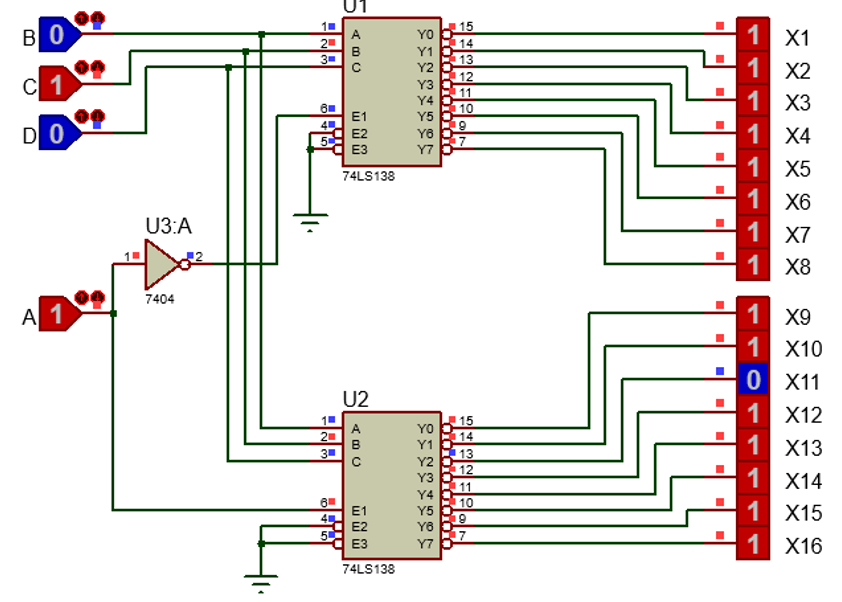 U1
B 0 1 A Y0 15 1 X1
2 B Y1 14 1 X2
C 1 3 C Y2 13 1 X3
Y3 12 1 X4
D 0 6 E1 Y4 11 1 X5
4 E2 Y5 10 1 X6
5 E3 Y6 9 1 X7
Y7 7 1 X8
74LS138
U3:A
1 2
7404
A 1
U2
1 A Y0 15 1 X9
2 B Y1 14 1 X10
3 C Y2 13 0 X11
Y3 12 1 X12
Y4 11 1 X13
6 E1 Y5 10 1 X14
4 E2 Y6 9 1 X15
5 E3 Y7 7 1 X16
74LS138